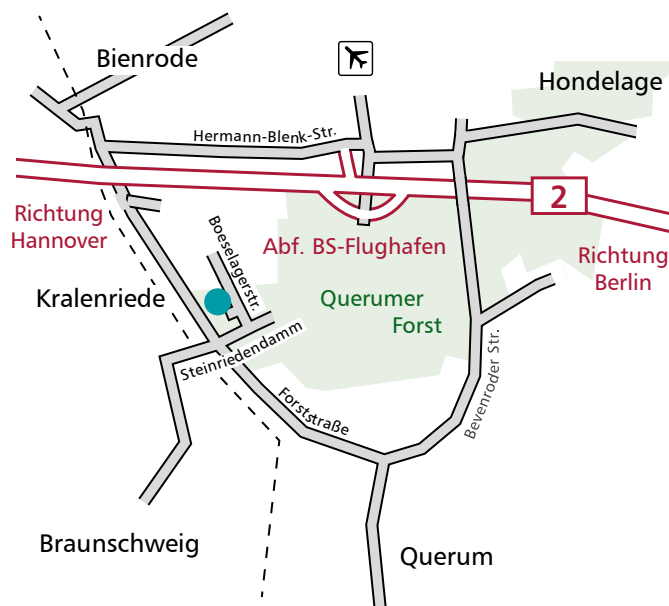 Bienrode
Hondelage
Hermann-Blenk-Str.
2
Richtung
Hannover
Boeselagerstr.
Abf. BS-Flughafen
Richtung
Berlin
Kralenriede
Querumer
Forst
Steinriedendamm
Bevenroder Str.
Forststraße
Braunschweig
Querum